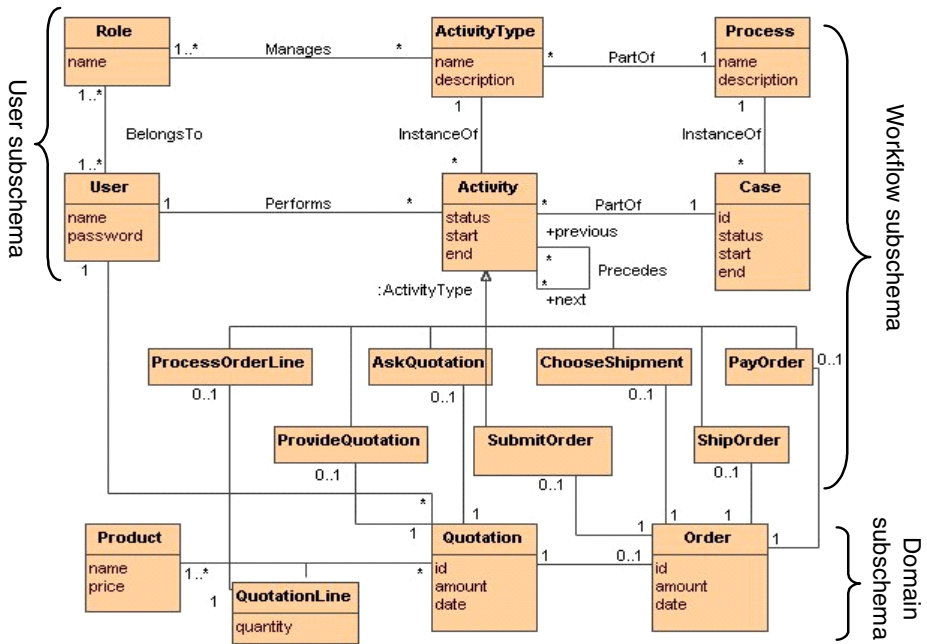 User subschema
Role
name
1..*
Manages
*
ActivityType
name
description
*
PartOf
1
Process
name
description
1..*
BelongsTo
1..*
1
InstanceOf
*
1
InstanceOf
*
User
name
password
1
Performs
*
Activity
status
start
end
*
PartOf
1
Case
id
status
start
end
+previous
*
Precedes
*
+next
1
:ActivityType
Workflow subschema
ProcessOrderLine
0..1
AskQuotation
0..1
ChooseShipment
0..1
PayOrder
0..1
ProvideQuotation
0..1
SubmitOrder
0..1
ShipOrder
0..1
*
1
1
1
1
1
1
Product
name
price
1..*
*
1
QuotationLine
quantity
Quotation
id
amount
date
1
0..1
Order
id
amount
date
Domain
subschema